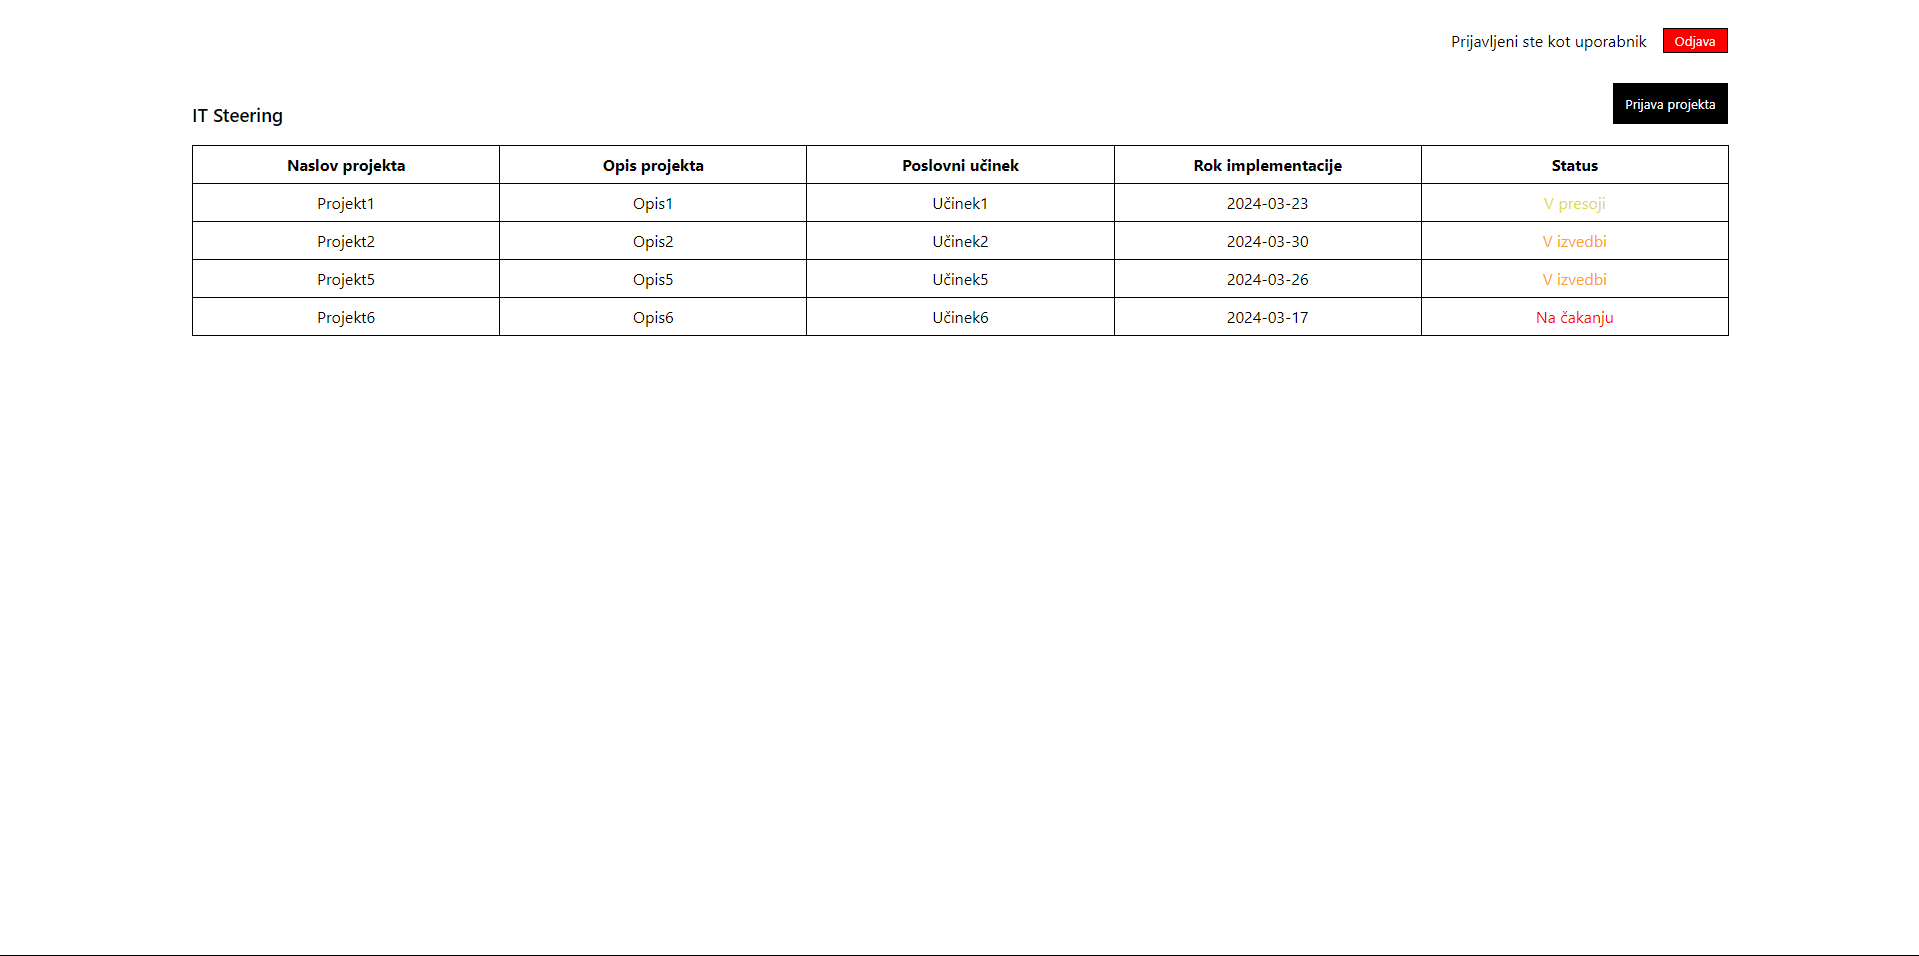 Prijavljeni ste kot uporabnik Odjava
Prijava projekta
IT Steering
Naslov projekta Opis projekta Poslovni učinek Rok implementacije Status
Projekt1 Opis1 Učinek1 2024-03-23 V presoji
Projekt2 Opis2 Učinek2 2024-03-30 V izvedbi
Projekt5 Opis5 Učinek5 2024-03-26 V izvedbi
Projekt6 Opis6 Učinek6 2024-03-17 Na čakanju